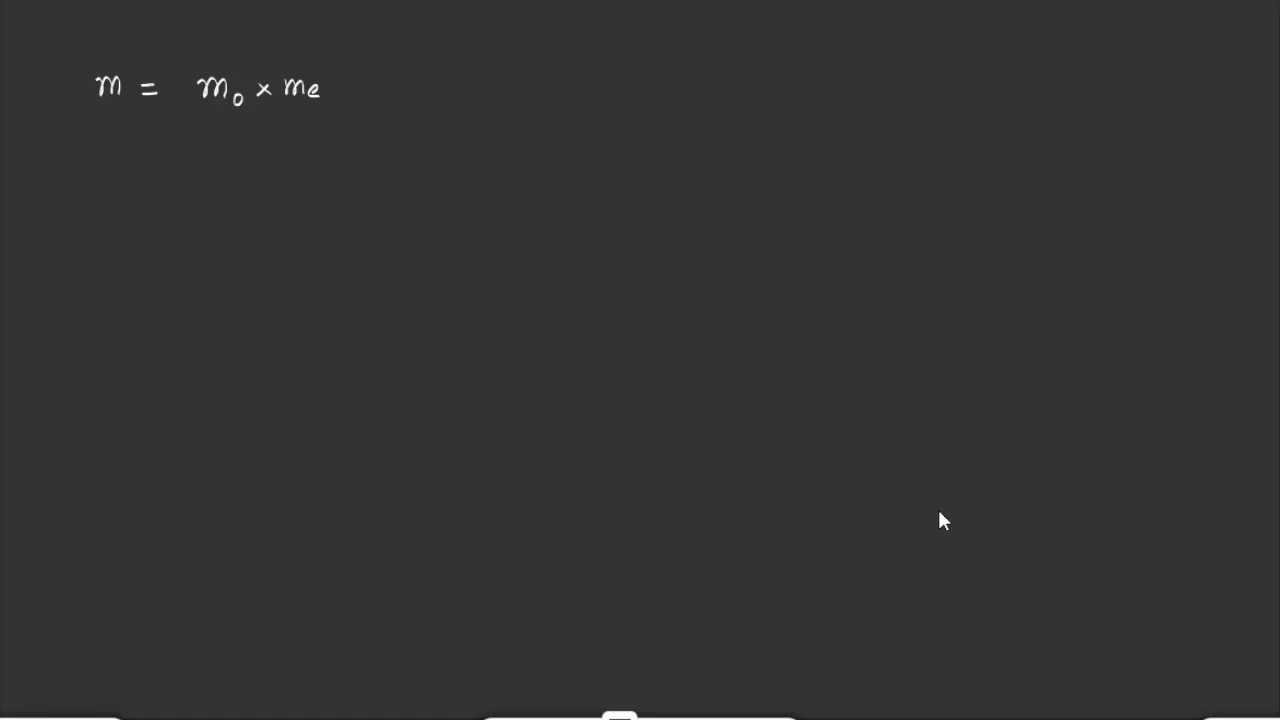 m = m₀ × me